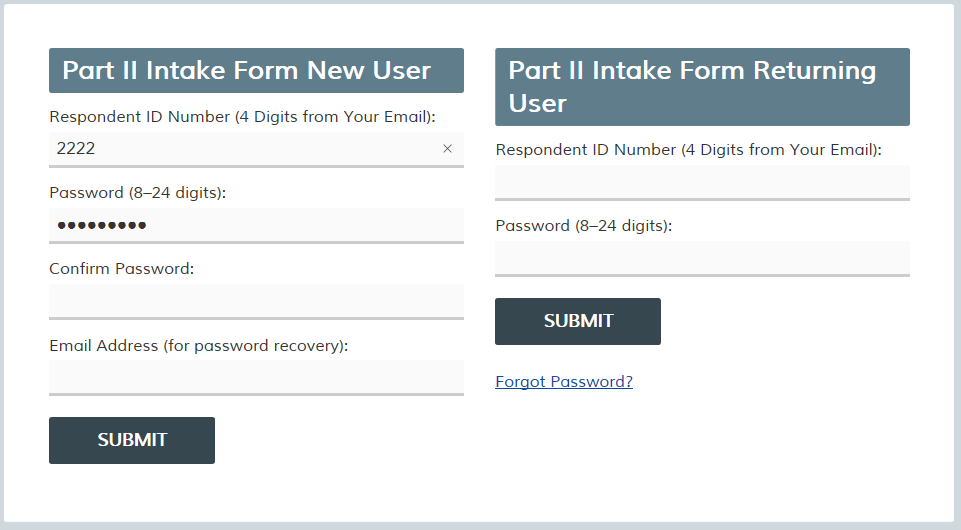 Part II Intake Form New User
Respondent ID Number (4 Digits from Your Email):
2222
Password (8–24 digits):
●●●●●●●●●
Confirm Password:
Email Address (for password recovery):
SUBMIT
Part II Intake Form Returning
User
Respondent ID Number (4 Digits from Your Email):
Password (8–24 digits):
SUBMIT
Forgot Password?